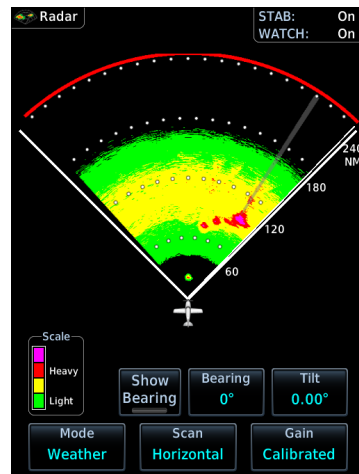 Radar
STAB: On
WATCH: On
240
NM
180
120
60
Scale
Heavy
Light
Show
Bearing
Bearing
0°
Tilt
0.00°
Mode
Weather
Scan
Horizontal
Gain
Calibrated